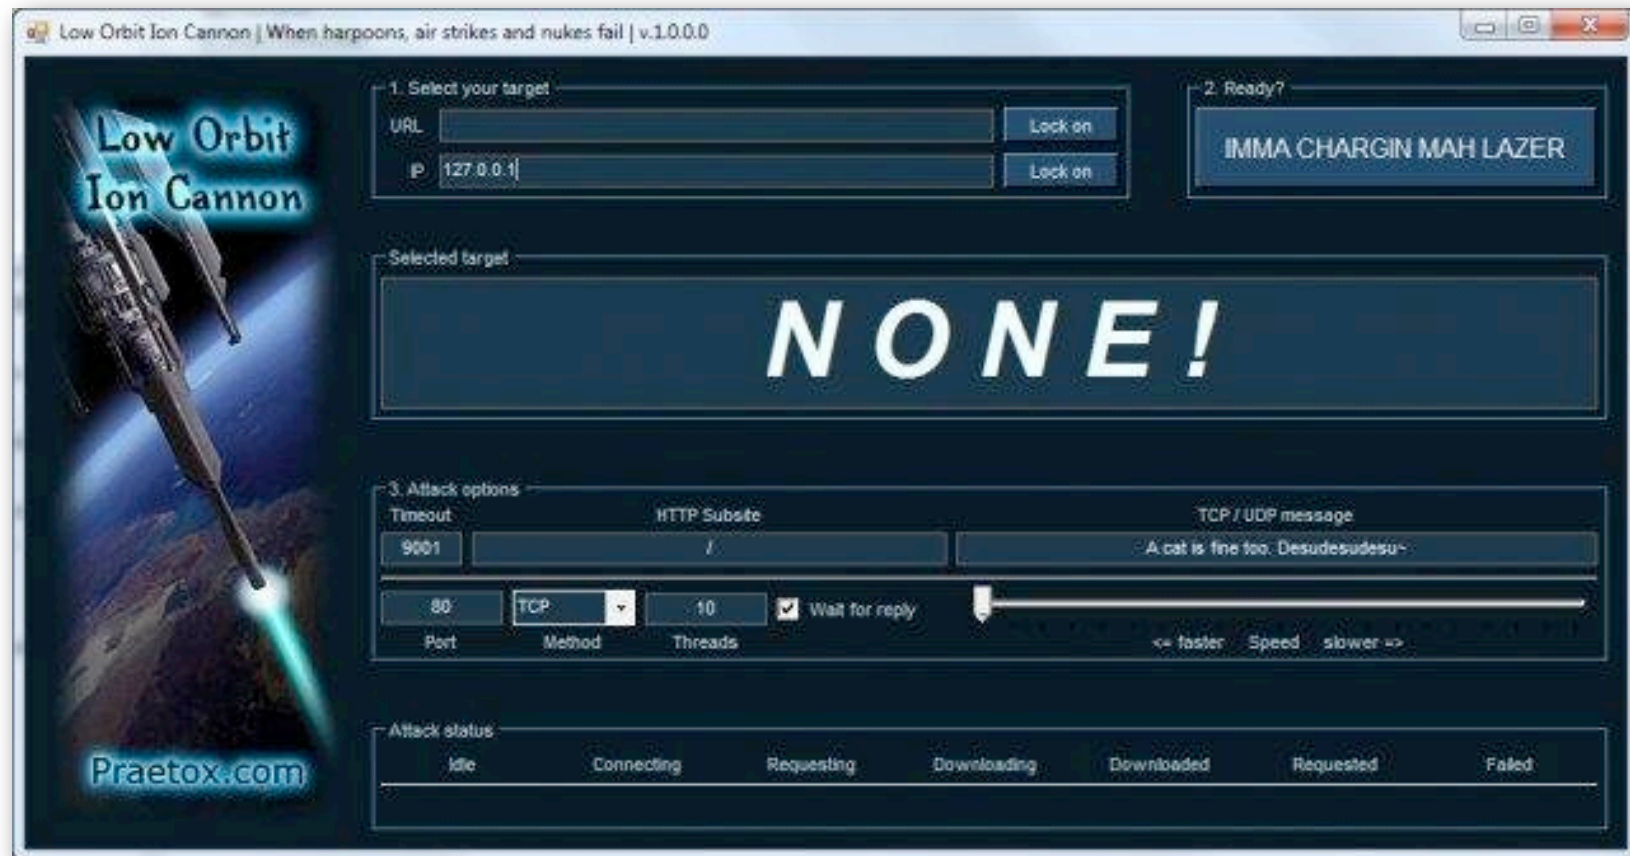 Low Orbit Ion Cannon | When harpoons, air strikes and nukes fail | v.1.0.0.0
Low Orbit
Ion Cannon
Praetox.com
1. Select your target
URL
Lock on
IP
127.0.0.1
Lock on
2. Ready?
IMMA CHARGIN MAH LAZER
Selected target
NONE!
3. Attack options
Timeout
HTTP Subsite
TCP / UDP message
9001
/
A cat is fine too. Desudesudesu~
80
TCP
10
Wait for reply
Port
Method
Threads
<= faster
Speed
slower =>
Attack status
Idle
Connecting
Requesting
Downloading
Downloaded
Requested
Failed